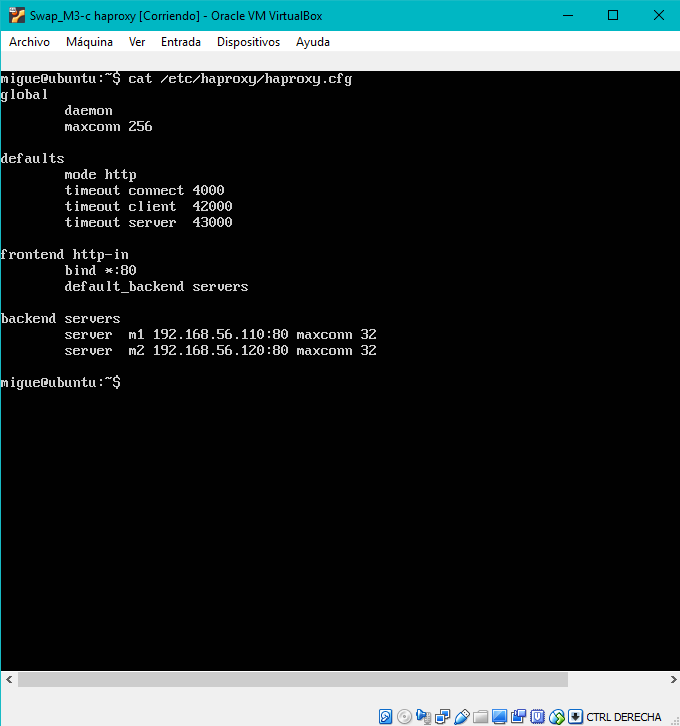 Swap_M3-c haproxy [Corriendo] - Oracle VM VirtualBox
Archivo Máquina Ver Entrada Dispositivos Ayuda
migue@ubuntu:~$ cat /etc/haproxy/haproxy.cfg
global
        daemon
        maxconn 256

defaults
        mode http
        timeout connect 4000
        timeout client  42000
        timeout server  43000

frontend http-in
        bind *:80
        default_backend servers

backend servers
        server  m1 192.168.56.110:80 maxconn 32
        server  m2 192.168.56.120:80 maxconn 32

migue@ubuntu:~$
CTRL DERECHA